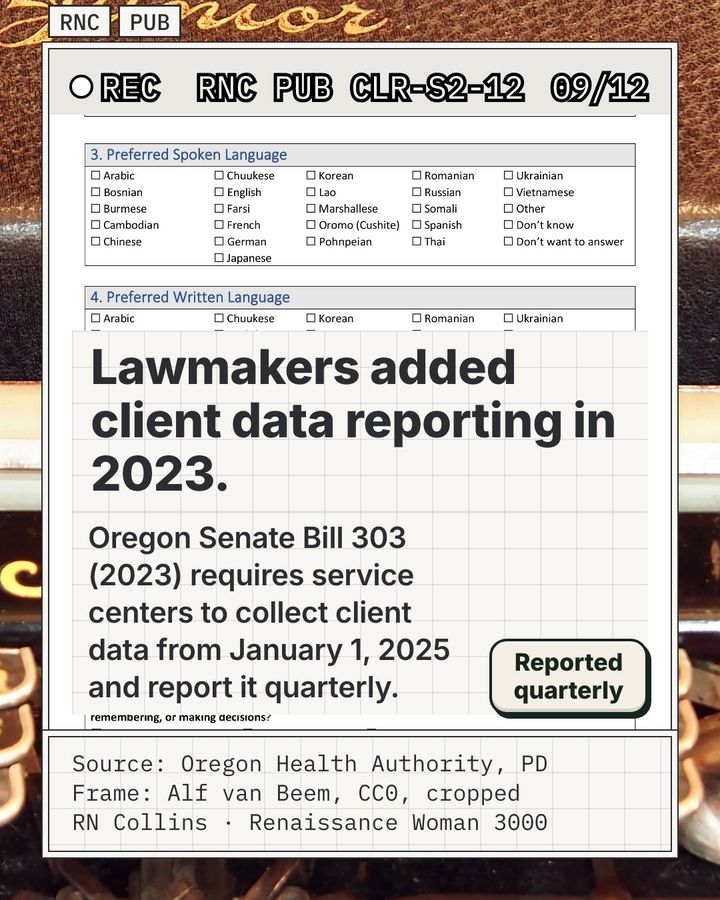 unior
RNC PUB
REC RNC PUB CLR-S2-12 09/12
3. Preferred Spoken Language
☐ Arabic ☐ Chuukese ☐ Korean ☐ Romanian ☐ Ukrainian
☐ Bosnian ☐ English ☐ Lao ☐ Russian ☐ Vietnamese
☐ Burmese ☐ Farsi ☐ Marshallese ☐ Somali ☐ Other
☐ Cambodian ☐ French ☐ Oromo (Cushite) ☐ Spanish ☐ Don't know
☐ Chinese ☐ German ☐ Pohnpeian ☐ Thai ☐ Don't want to answer
☐ Japanese
4. Preferred Written Language
☐ Arabic ☐ Chuukese ☐ Korean ☐ Romanian ☐ Ukrainian
Lawmakers added
client data reporting in
2023.
Oregon Senate Bill 303
(2023) requires service
centers to collect client
data from January 1, 2025
and report it quarterly.
Reported
quarterly
remembering, or making decisions?
Source: Oregon Health Authority, PD
Frame: Alf van Beem, CC0, cropped
RN Collins · Renaissance Woman 3000